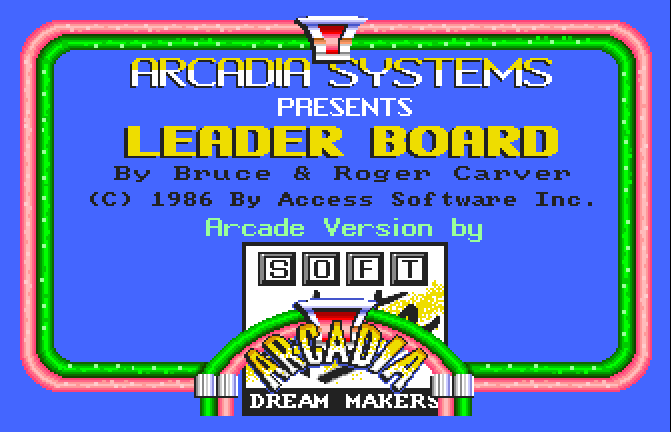 ARCADIA SYSTEMS
PRESENTS
LEADER BOARD
By Bruce & Roger Carver
(C) 1986 By Access Software Inc.
Arcade Version by
SOFT
ARCADIA
DREAM MAKERS